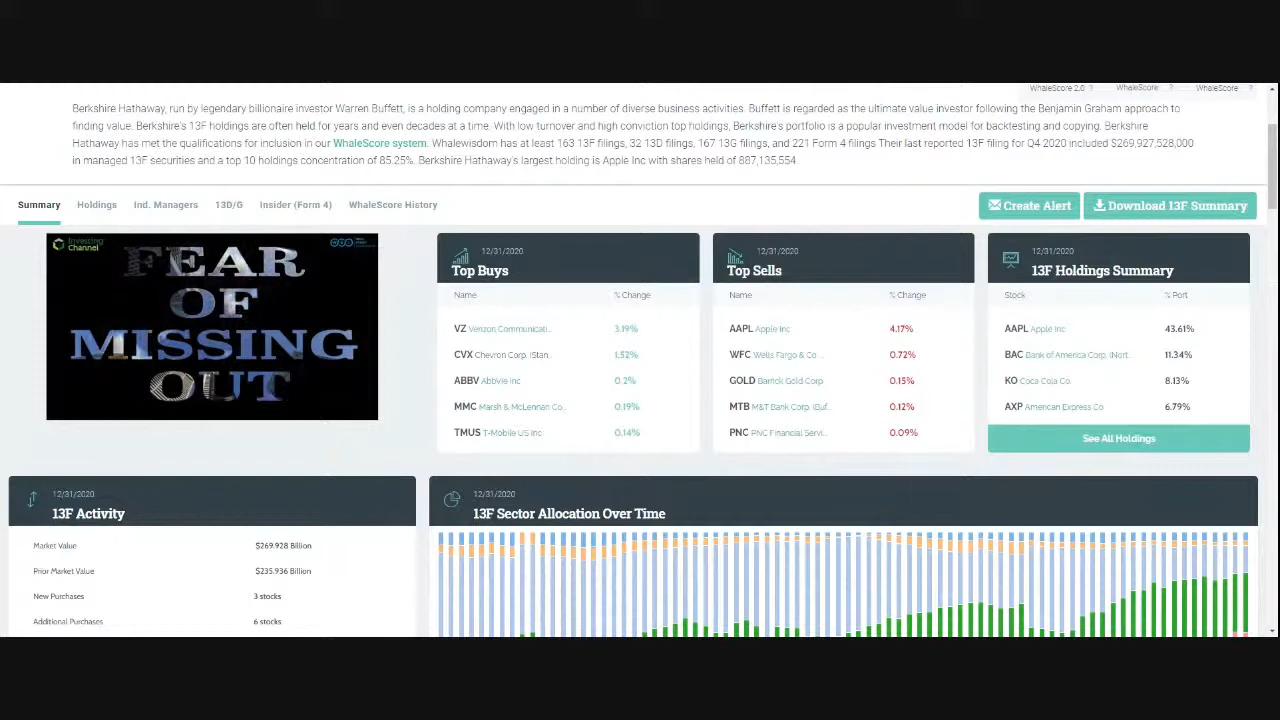 WhaleScore 2.0 ? WhaleScore ? WhaleScore ?
Berkshire Hathaway, run by legendary billionaire investor Warren Buffett, is a holding company engaged in a number of diverse business activities. Buffett is regarded as the ultimate value investor following the Benjamin Graham approach to
finding value. Berkshire's 13F holdings are often held for years and even decades at a time. With low turnover and high conviction top holdings, Berkshire's portfolio is a popular investment model for backtesting and copying. Berkshire
Hathaway has met the qualifications for inclusion in our WhaleScore system. Whalewisdom has at least 163 13F filings, 32 13D filings, 167 13G filings, and 221 Form 4 filings Their last reported 13F filing for Q4 2020 included $269,927,528,000
in managed 13F securities and a top 10 holdings concentration of 85.25%. Berkshire Hathaway's largest holding is Apple Inc with shares held of 887,135,554.
Summary Holdings Ind. Managers 13D/G Insider (Form 4) WhaleScore History
Create Alert Download 13F Summary
Investing Channel
FEAR
OF
MISSING
OUT
12/31/2020
Top Buys
Name % Change
VZ Verizon Communicati.. 3.19%
CVX Chevron Corp. (Stan.. 1.52%
ABBV Abbvie Inc 0.2%
MMC Marsh & McLennan Co.. 0.19%
TMUS T-Mobile US Inc 0.14%
12/31/2020
Top Sells
Name % Change
AAPL Apple Inc 4.17%
WFC Wells Fargo & Co ... 0.72%
GOLD Barrick Gold Corp 0.15%
MTB M&T Bank Corp. (Buf.. 0.12%
PNC PNC Financial Servi.. 0.09%
12/31/2020
13F Holdings Summary
Stock % Port
AAPL Apple Inc 43.61%
BAC Bank of America Corp. (Nort.. 11.34%
KO Coca Cola Co. 8.13%
AXP American Express Co 6.79%
See All Holdings
12/31/2020
13F Activity
Market Value $269.928 Billion
Prior Market Value $235.936 Billion
New Purchases 3 stocks
Additional Purchases 6 stocks
12/31/2020
13F Sector Allocation Over Time